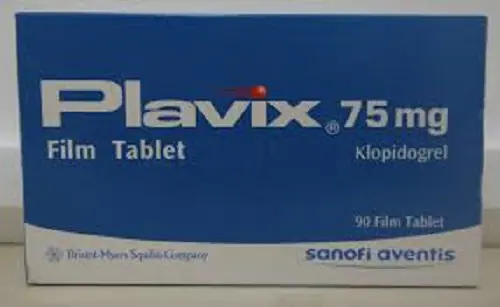 Plavix® 75 mg
Film Tablet Klopidogrel
90 Film Tablet
Bristol-Myers Squibb Company sanofi aventis